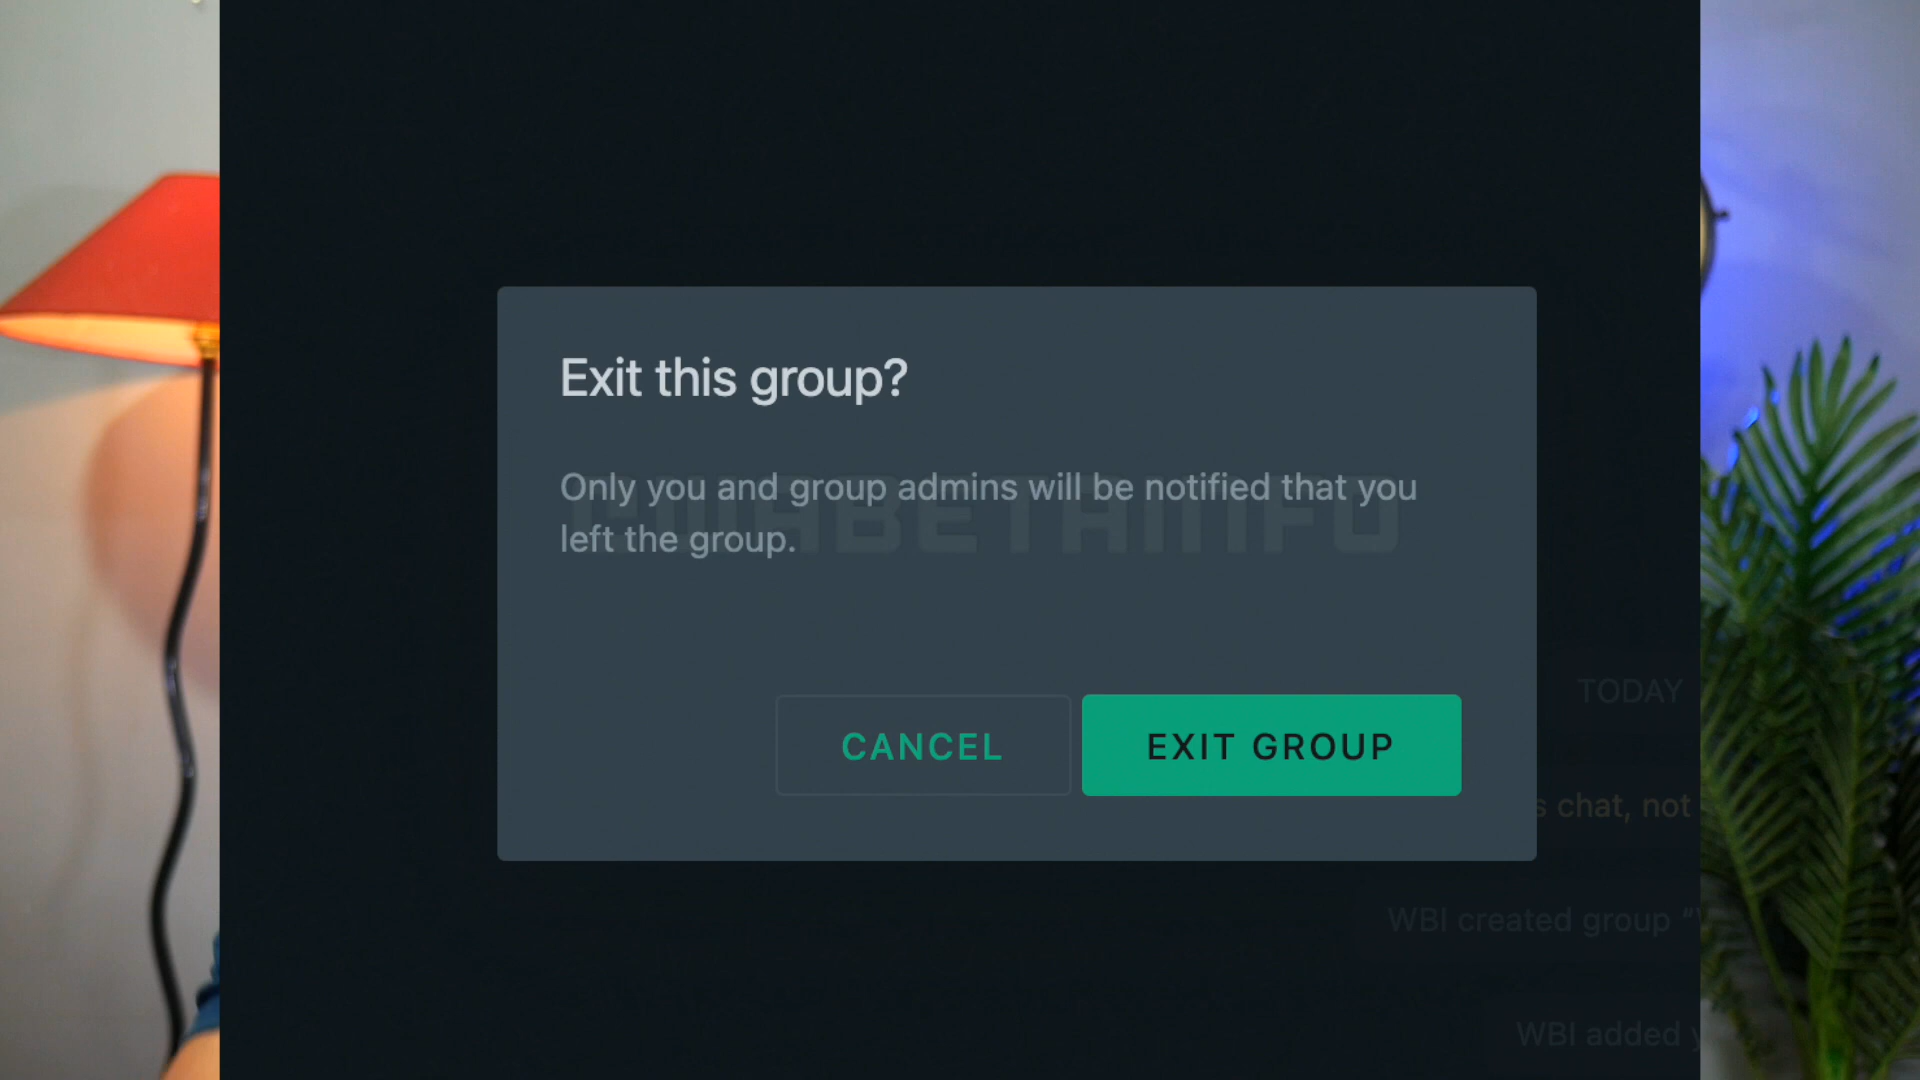 Exit this group?
Only you and group admins will be notified that you
left the group.
WABETAINFO
CANCEL
EXIT GROUP
TODAY
chat, not
WBI created group “
WBI added